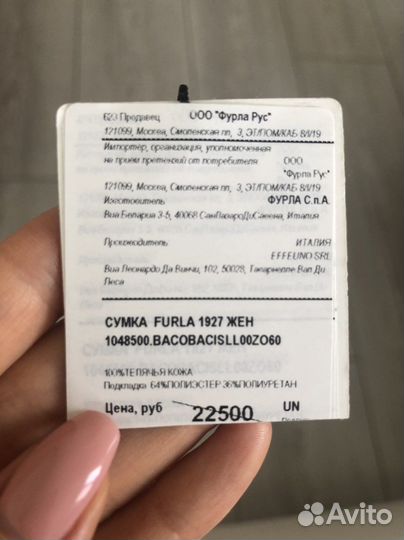 623 Продавец ООО "Фурла Рус"
121099, Москва, Смоленская пл, 3, ЭТ/ПОМ/КАБ 8/I/19
Импортер, организация, уполномоченная
на прием претензий от потребителя ООО
"Фурла Рус"
121099, Москва, Смоленская пл, 3, ЭТ/ПОМ/КАБ 8/I/19
Изготовитель ФУРЛА С.п.А.
Виа Беллариа 3-5, 40068 СанЛадзароДиСавена, Италия
Производитель ИТАЛИЯ
EFFEUNO SRL
Виа Леонардо Да Винчи, 102, 50028, Таварнелле Вал Ди
Песа
СУМКА FURLA 1927 ЖЕН
1048500.BACOBACISLL00ZO60
100%ТЕЛЯЧЬЯ КОЖА
Подкладка 64%ПОЛИЭСТЕР 36%ПОЛИУРЕТАН
Цена, руб 22500 UN
Avito